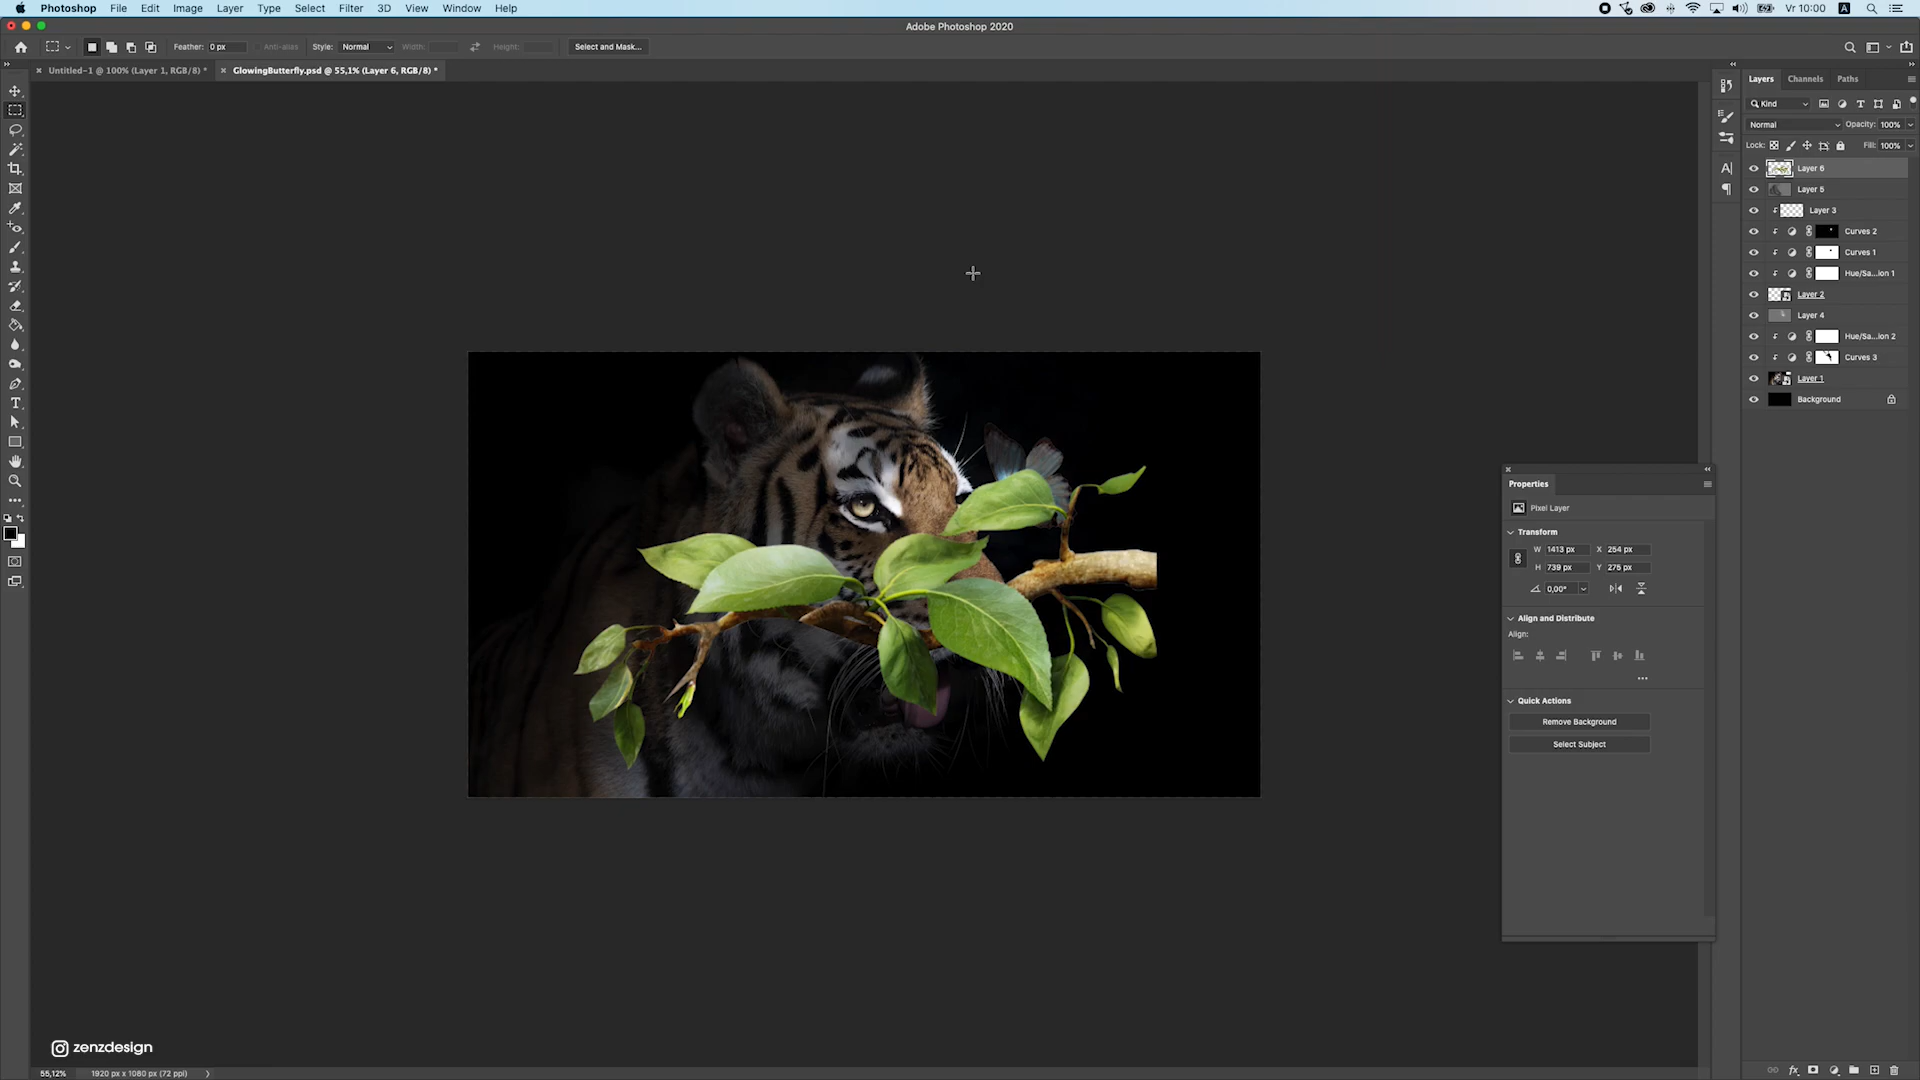 Photoshop File Edit Image Layer Type Select Filter 3D View Window Help Vr 10:00 A
Adobe Photoshop 2020
Feather: 0 px Anti-alias Style: Normal Width: Height: Select and Mask...
Untitled-1 @ 100% (Layer 1, RGB/8) * GlowingButterfly.psd @ 55,1% (Layer 6, RGB/8) *
Layers Channels Paths
Kind
Normal Opacity: 100%
Lock: Fill: 100%
Layer 6
Layer 5
Layer 3
Curves 2
Curves 1
Hue/Sa...ion 1
Layer 2
Layer 4
Hue/Sa...ion 2
Curves 3
Layer 1
Background
Properties
Pixel Layer
Transform
W 1413 px X 254 px
H 739 px Y 275 px
0,00°
Align and Distribute
Align:
Quick Actions
Remove Background
Select Subject
zenzdesign
55,12% 1920 px x 1080 px (72 ppi)